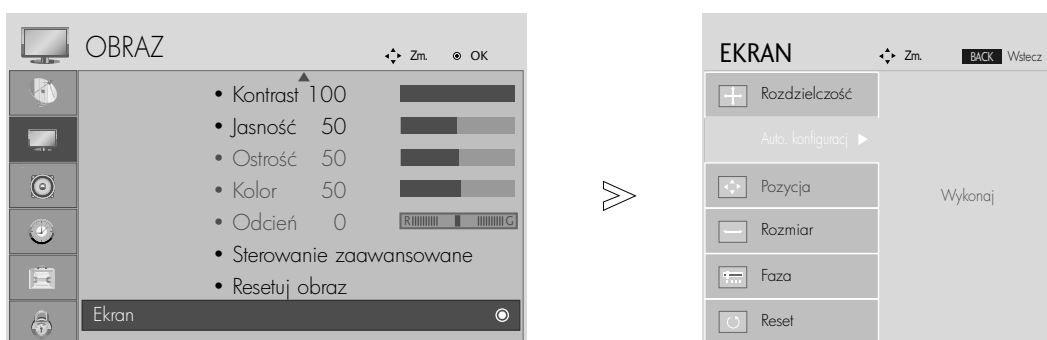 OBRAZ
Zm. OK
• Kontrast 100
• Jasność 50
• Ostrość 50
• Kolor 50
• Odcień 0 R G
• Sterowanie zaawansowane
• Resetuj obraz
Ekran
EKRAN
Zm. BACK Wstecz
Rozdzielczość
Auto. konfiguracj
Pozycja
Wykonaj
Rozmiar
Faza
Reset